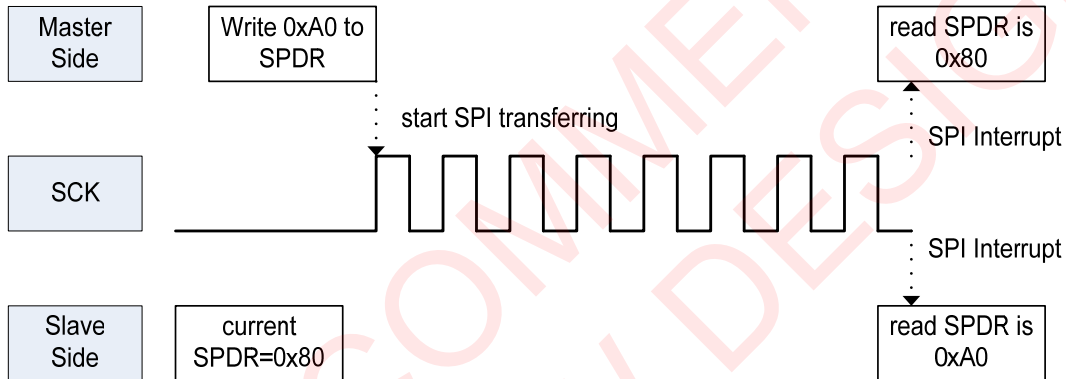 Master
Side
Write 0xA0 to
SPDR
read SPDR is
0x80
start SPI transferring
SPI Interrupt
SCK
SPI Interrupt
Slave
Side
current
SPDR=0x80
read SPDR is
0xA0